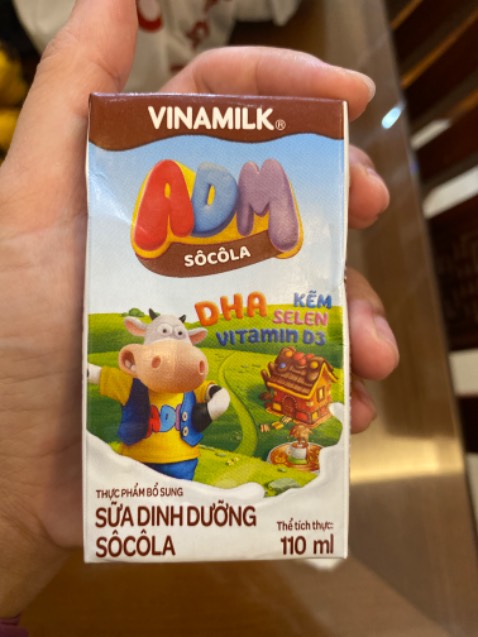 VINAMILK®
ADM
SÔCÔLA
DHA
KẼM
SELEN
VITAMIN D3
ADM
THỰC PHẨM BỔ SUNG
SỮA DINH DƯỠNG
SÔCÔLA
Thể tích thực:
110 ml